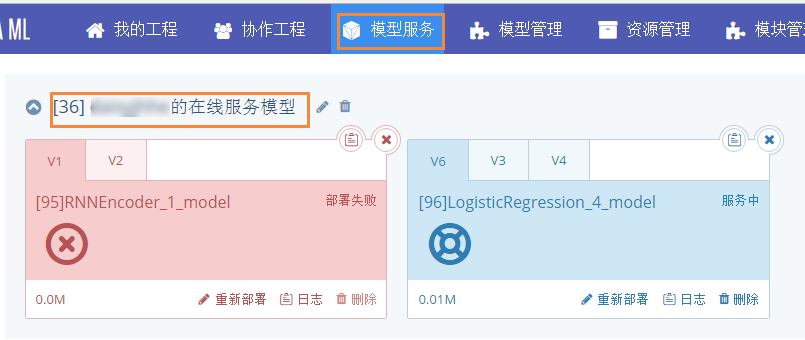 ML 我的工程 协作工程 模型服务 模型管理 资源管理 模块管
[36] 的在线服务模型
V1 V2
[95]RNNEncoder_1_model 部署失败
0.0M 重新部署 日志 删除
V6 V3 V4
[96]LogisticRegression_4_model 服务中
0.01M 重新部署 日志 删除